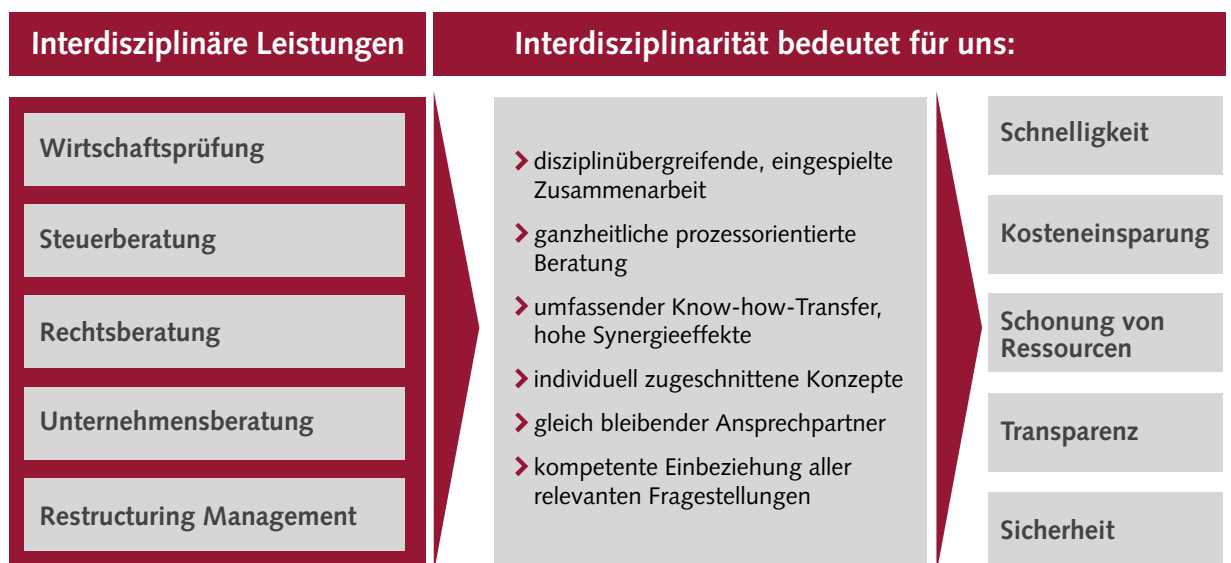 Interdisziplinäre Leistungen
Interdisziplinarität bedeutet für uns:
Wirtschaftsprüfung
Steuerberatung
Rechtsberatung
Unternehmensberatung
Restructuring Management
disziplinübergreifende, eingespielte
Zusammenarbeit
ganzheitliche prozessorientierte
Beratung
umfassender Know-how-Transfer,
hohe Synergieeffekte
individuell zugeschnittene Konzepte
gleich bleibender Ansprechpartner
kompetente Einbeziehung aller
relevanten Fragestellungen
Schnelligkeit
Kosteneinsparung
Schonung von
Ressourcen
Transparenz
Sicherheit